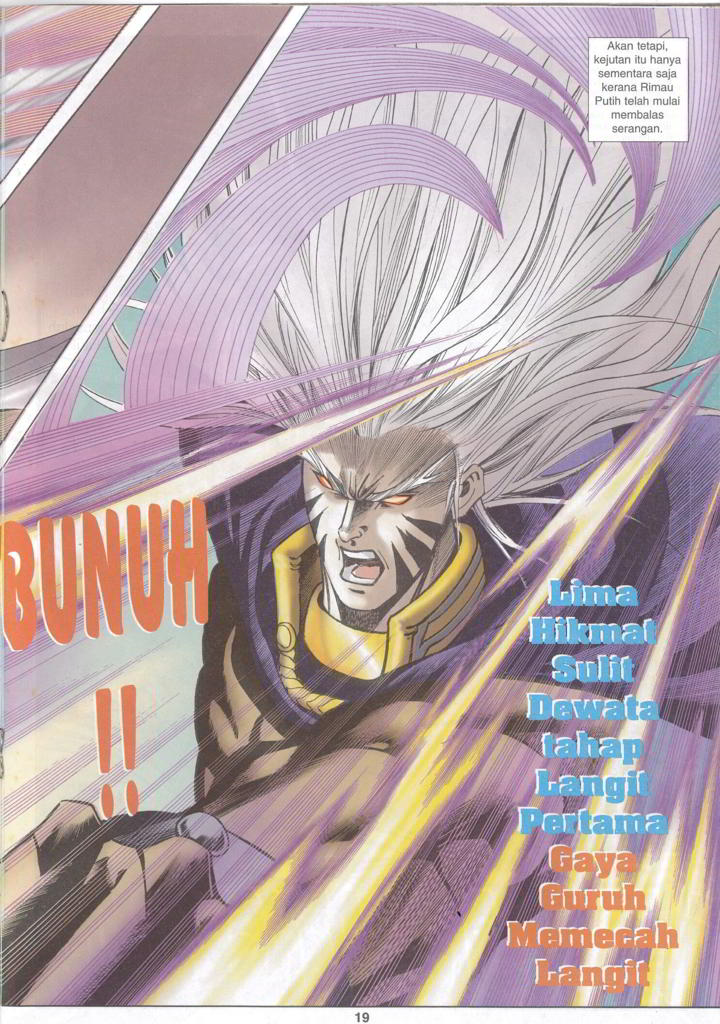 Akan tetapi,
kejutan itu hanya
sementara saja
kerana Rimau
Putih telah mulai
membalas
serangan.
BUNUH
!!
Lima
Hikmat
Sulit
Dewata
tahap
Langit
Pertama
Gaya
Guruh
Memecah
Langit
19